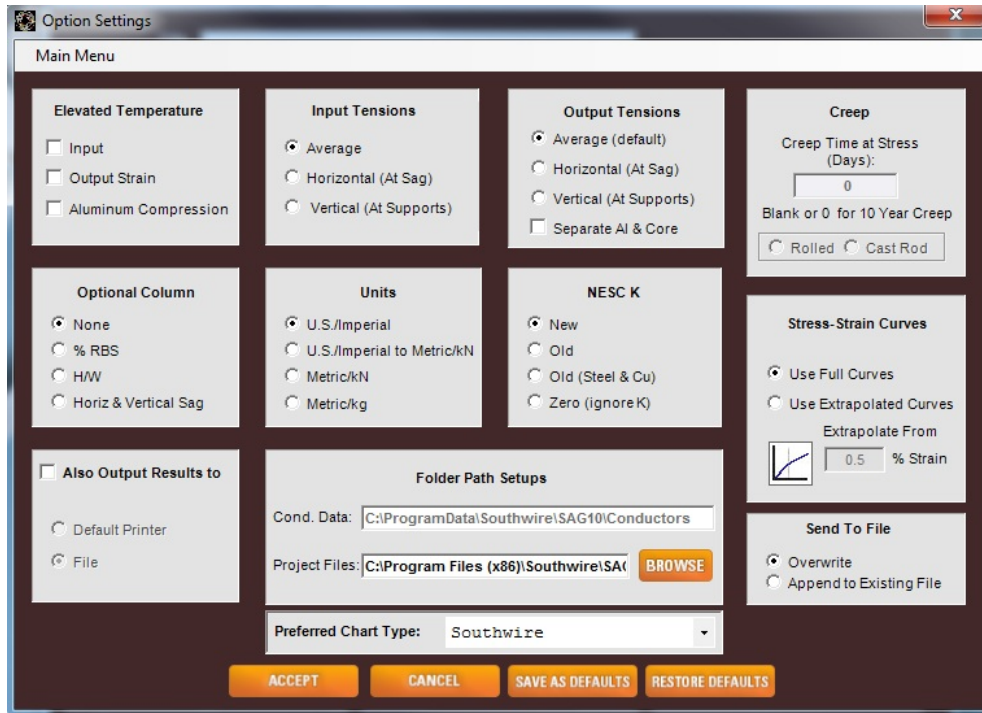 Option Settings
X
Main Menu
Elevated Temperature
Input
Output Strain
Aluminum Compression
Input Tensions
Average
Horizontal (At Sag)
Vertical (At Supports)
Output Tensions
Average (default)
Horizontal (At Sag)
Vertical (At Supports)
Separate Al & Core
Creep
Creep Time at Stress
(Days):
0
Blank or 0 for 10 Year Creep
Rolled Cast Rod
Optional Column
None
% RBS
H/W
Horiz & Vertical Sag
Units
U.S./Imperial
U.S./Imperial to Metric/kN
Metric/kN
Metric/kg
NESC K
New
Old
Old (Steel & Cu)
Zero (ignore K)
Stress-Strain Curves
Use Full Curves
Use Extrapolated Curves
Extrapolate From
0.5 % Strain
Also Output Results to
Default Printer
File
Folder Path Setups
Cond. Data: C:\ProgramData\Southwire\SAG10\Conductors
Project Files: C:\Program Files (x86)\Southwire\SAG BROWSE
Send To File
Overwrite
Append to Existing File
Preferred Chart Type: Southwire
ACCEPT CANCEL SAVE AS DEFAULTS RESTORE DEFAULTS